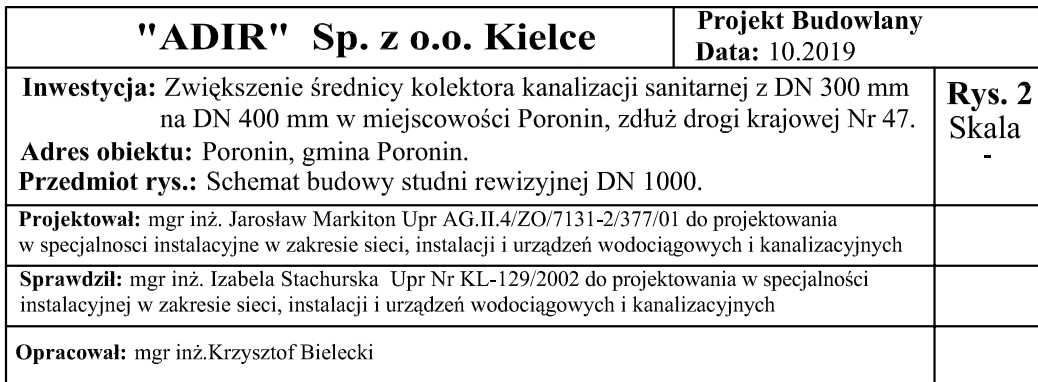 "ADIR" Sp. z o.o. Kielce
Projekt Budowlany
Data: 10.2019
Inwestycja: Zwiększenie średnicy kolektora kanalizacji sanitarnej z DN 300 mm
na DN 400 mm w miejscowości Poronin, zdłuż drogi krajowej Nr 47.
Adres obiektu: Poronin, gmina Poronin.
Przedmiot rys.: Schemat budowy studni rewizyjnej DN 1000.
Rys. 2
Skala
-
Projektował: mgr inż. Jarosław Markiton Upr AG.II.4/ZO/7131-2/377/01 do projektowania
w specjalnosci instalacyjne w zakresie sieci, instalacji i urządzeń wodociągowych i kanalizacyjnych
Sprawdził: mgr inż. Izabela Stachurska Upr Nr KL-129/2002 do projektowania w specjalności
instalacyjnej w zakresie sieci, instalacji i urządzeń wodociągowych i kanalizacyjnych
Opracował: mgr inż.Krzysztof Bielecki